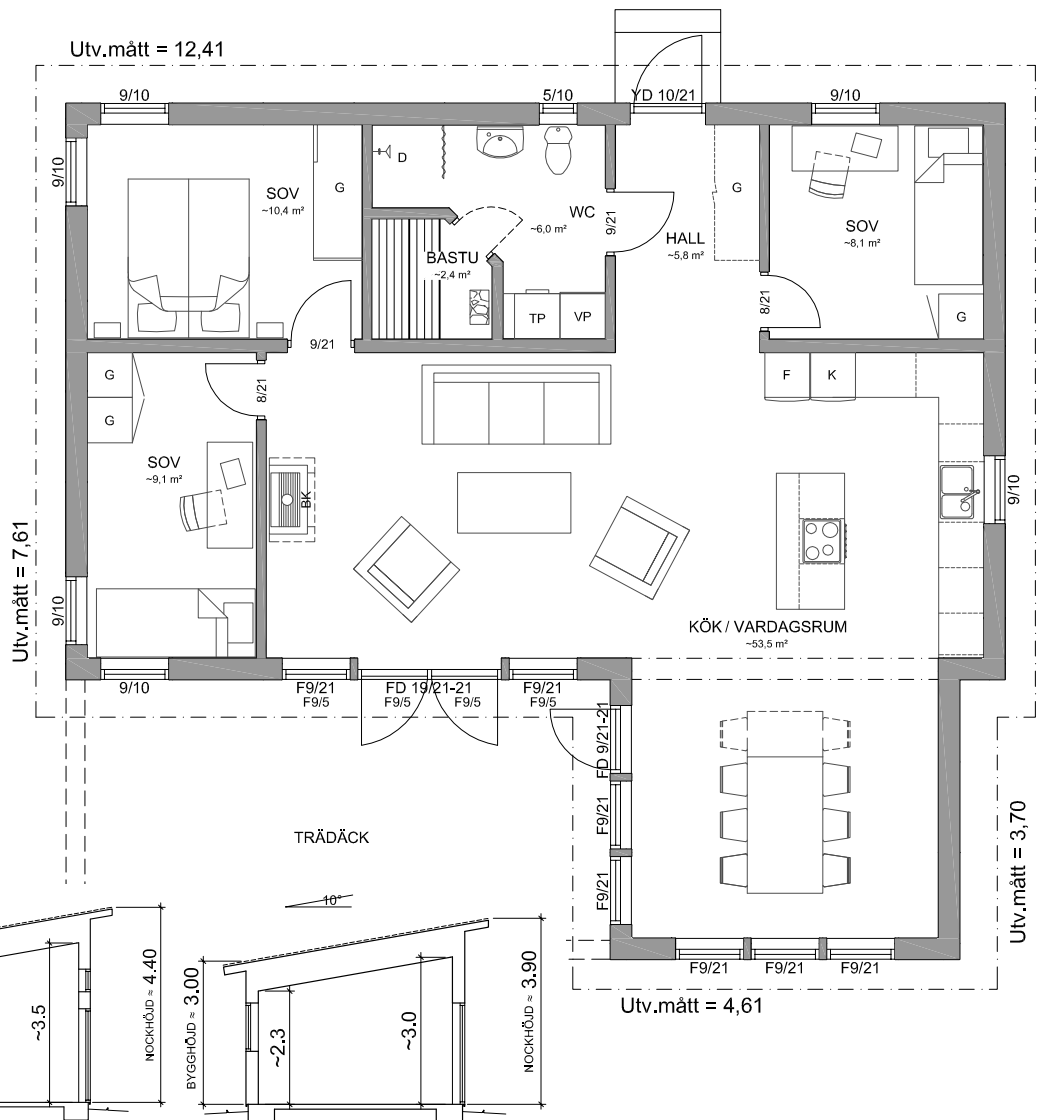 Utv.mått = 12,41
9/10
5/10
YD 10/21
9/10
9/10
SOV
~10,4 m²
G
D
WC
~6,0 m²
9/21
HALL
~5,8 m²
G
SOV
~8,1 m²
BASTU
~2,4 m²
TP
VP
8/21
G
9/21
G
G
8/21
F
K
SOV
~9,1 m²
BK
9/10
Utv.mått = 7,61
9/10
KÖK / VARDAGSRUM
~53,5 m²
9/10
F9/21
F9/5
FD 19/21-21
F9/5
F9/5
F9/21
F9/5
FD 9/21-21
F9/21
F9/21
TRÄDÄCK
Utv.mått = 3,70
10°
F9/21
F9/21
F9/21
Utv.mått = 4,61
~3.5
NOCKHÖJD ≈ 4.40
BYGGHÖJD ≈ 3.00
~2.3
~3.0
NOCKHÖJD ≈ 3.90